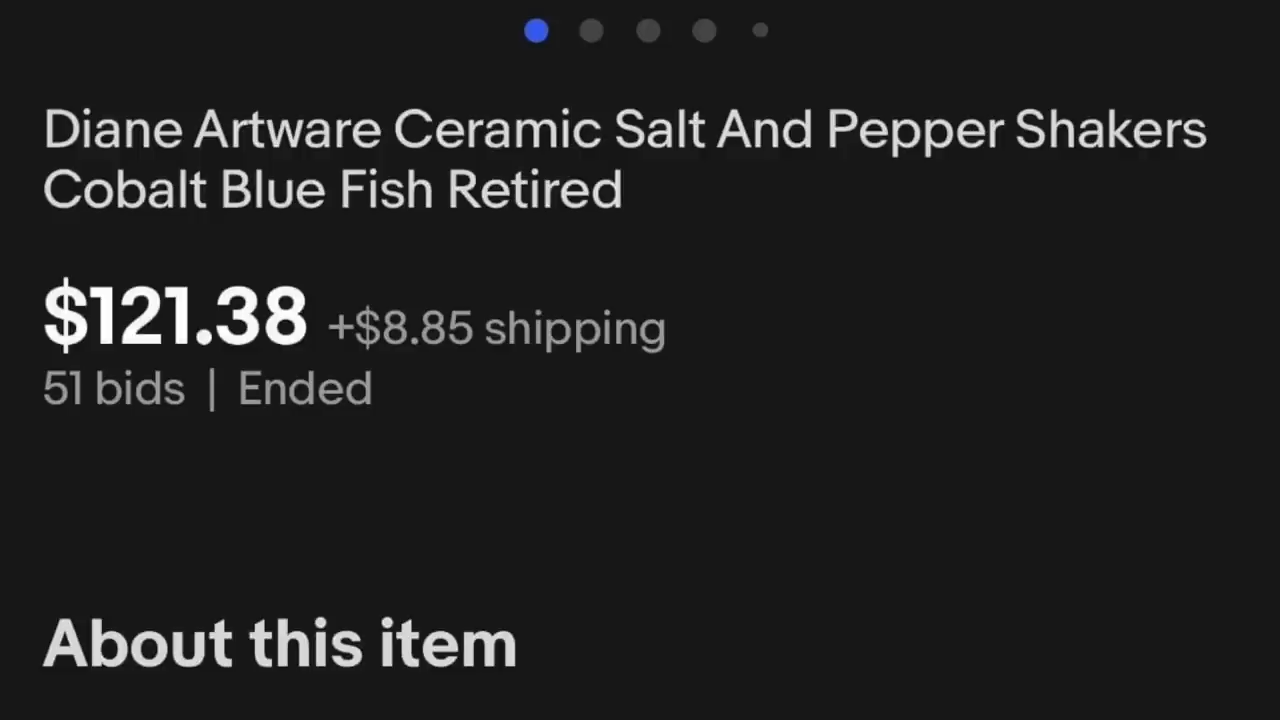 Diane Artware Ceramic Salt And Pepper Shakers
Cobalt Blue Fish Retired
$121.38 +$8.85 shipping
51 bids | Ended
About this item